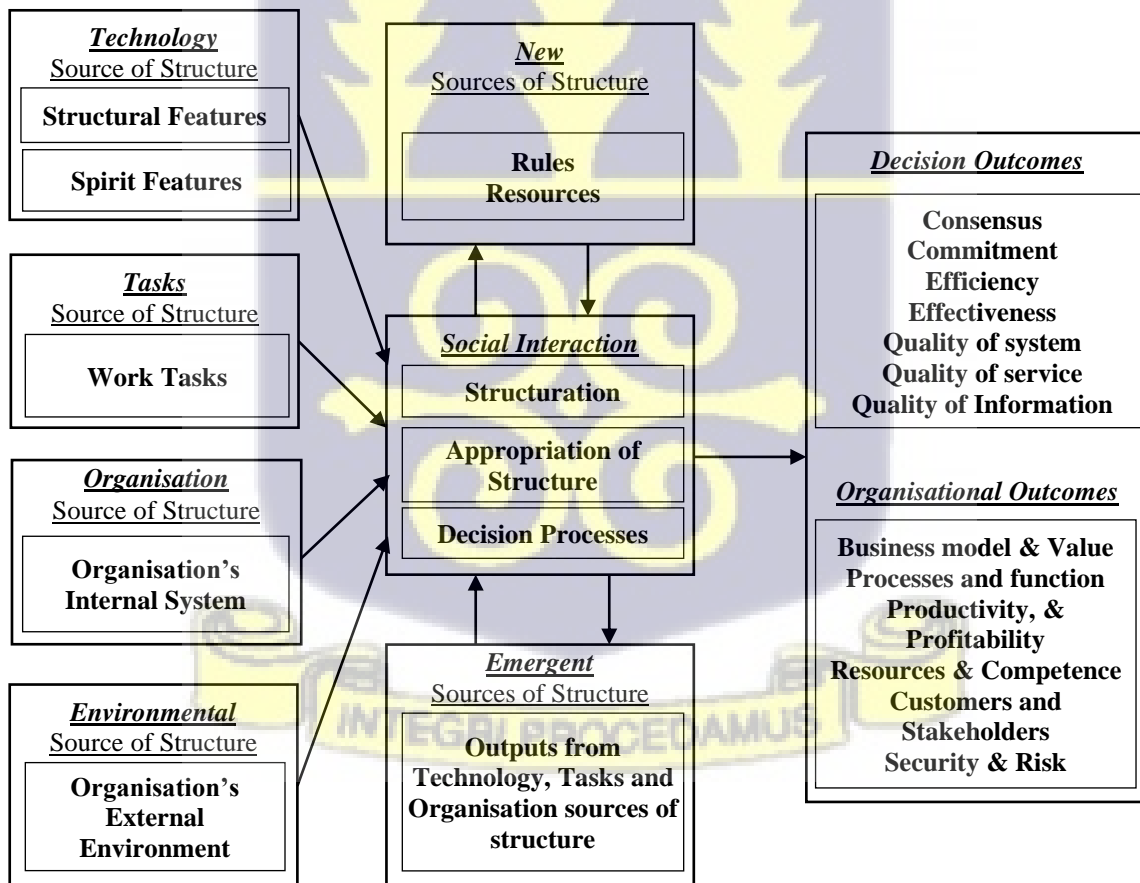 Technology
Source of Structure
Structural Features
Spirit Features
Tasks
Source of Structure
Work Tasks
Organisation
Source of Structure
Organisation's
Internal System
Environmental
Source of Structure
Organisation's
External
Environment
New
Sources of Structure
Rules
Resources
Social Interaction
Structuration
Appropriation of
Structure
Decision Processes
Emergent
Sources of Structure
Outputs from
Technology, Tasks and
Organisation sources of
structure
INTEGRI PROCEDAMUS
Decision Outcomes
Consensus
Commitment
Efficiency
Effectiveness
Quality of system
Quality of service
Quality of Information
Organisational Outcomes
Business model & Value
Processes and function
Productivity, &
Profitability
Resources & Competence
Customers and
Stakeholders
Security & Risk